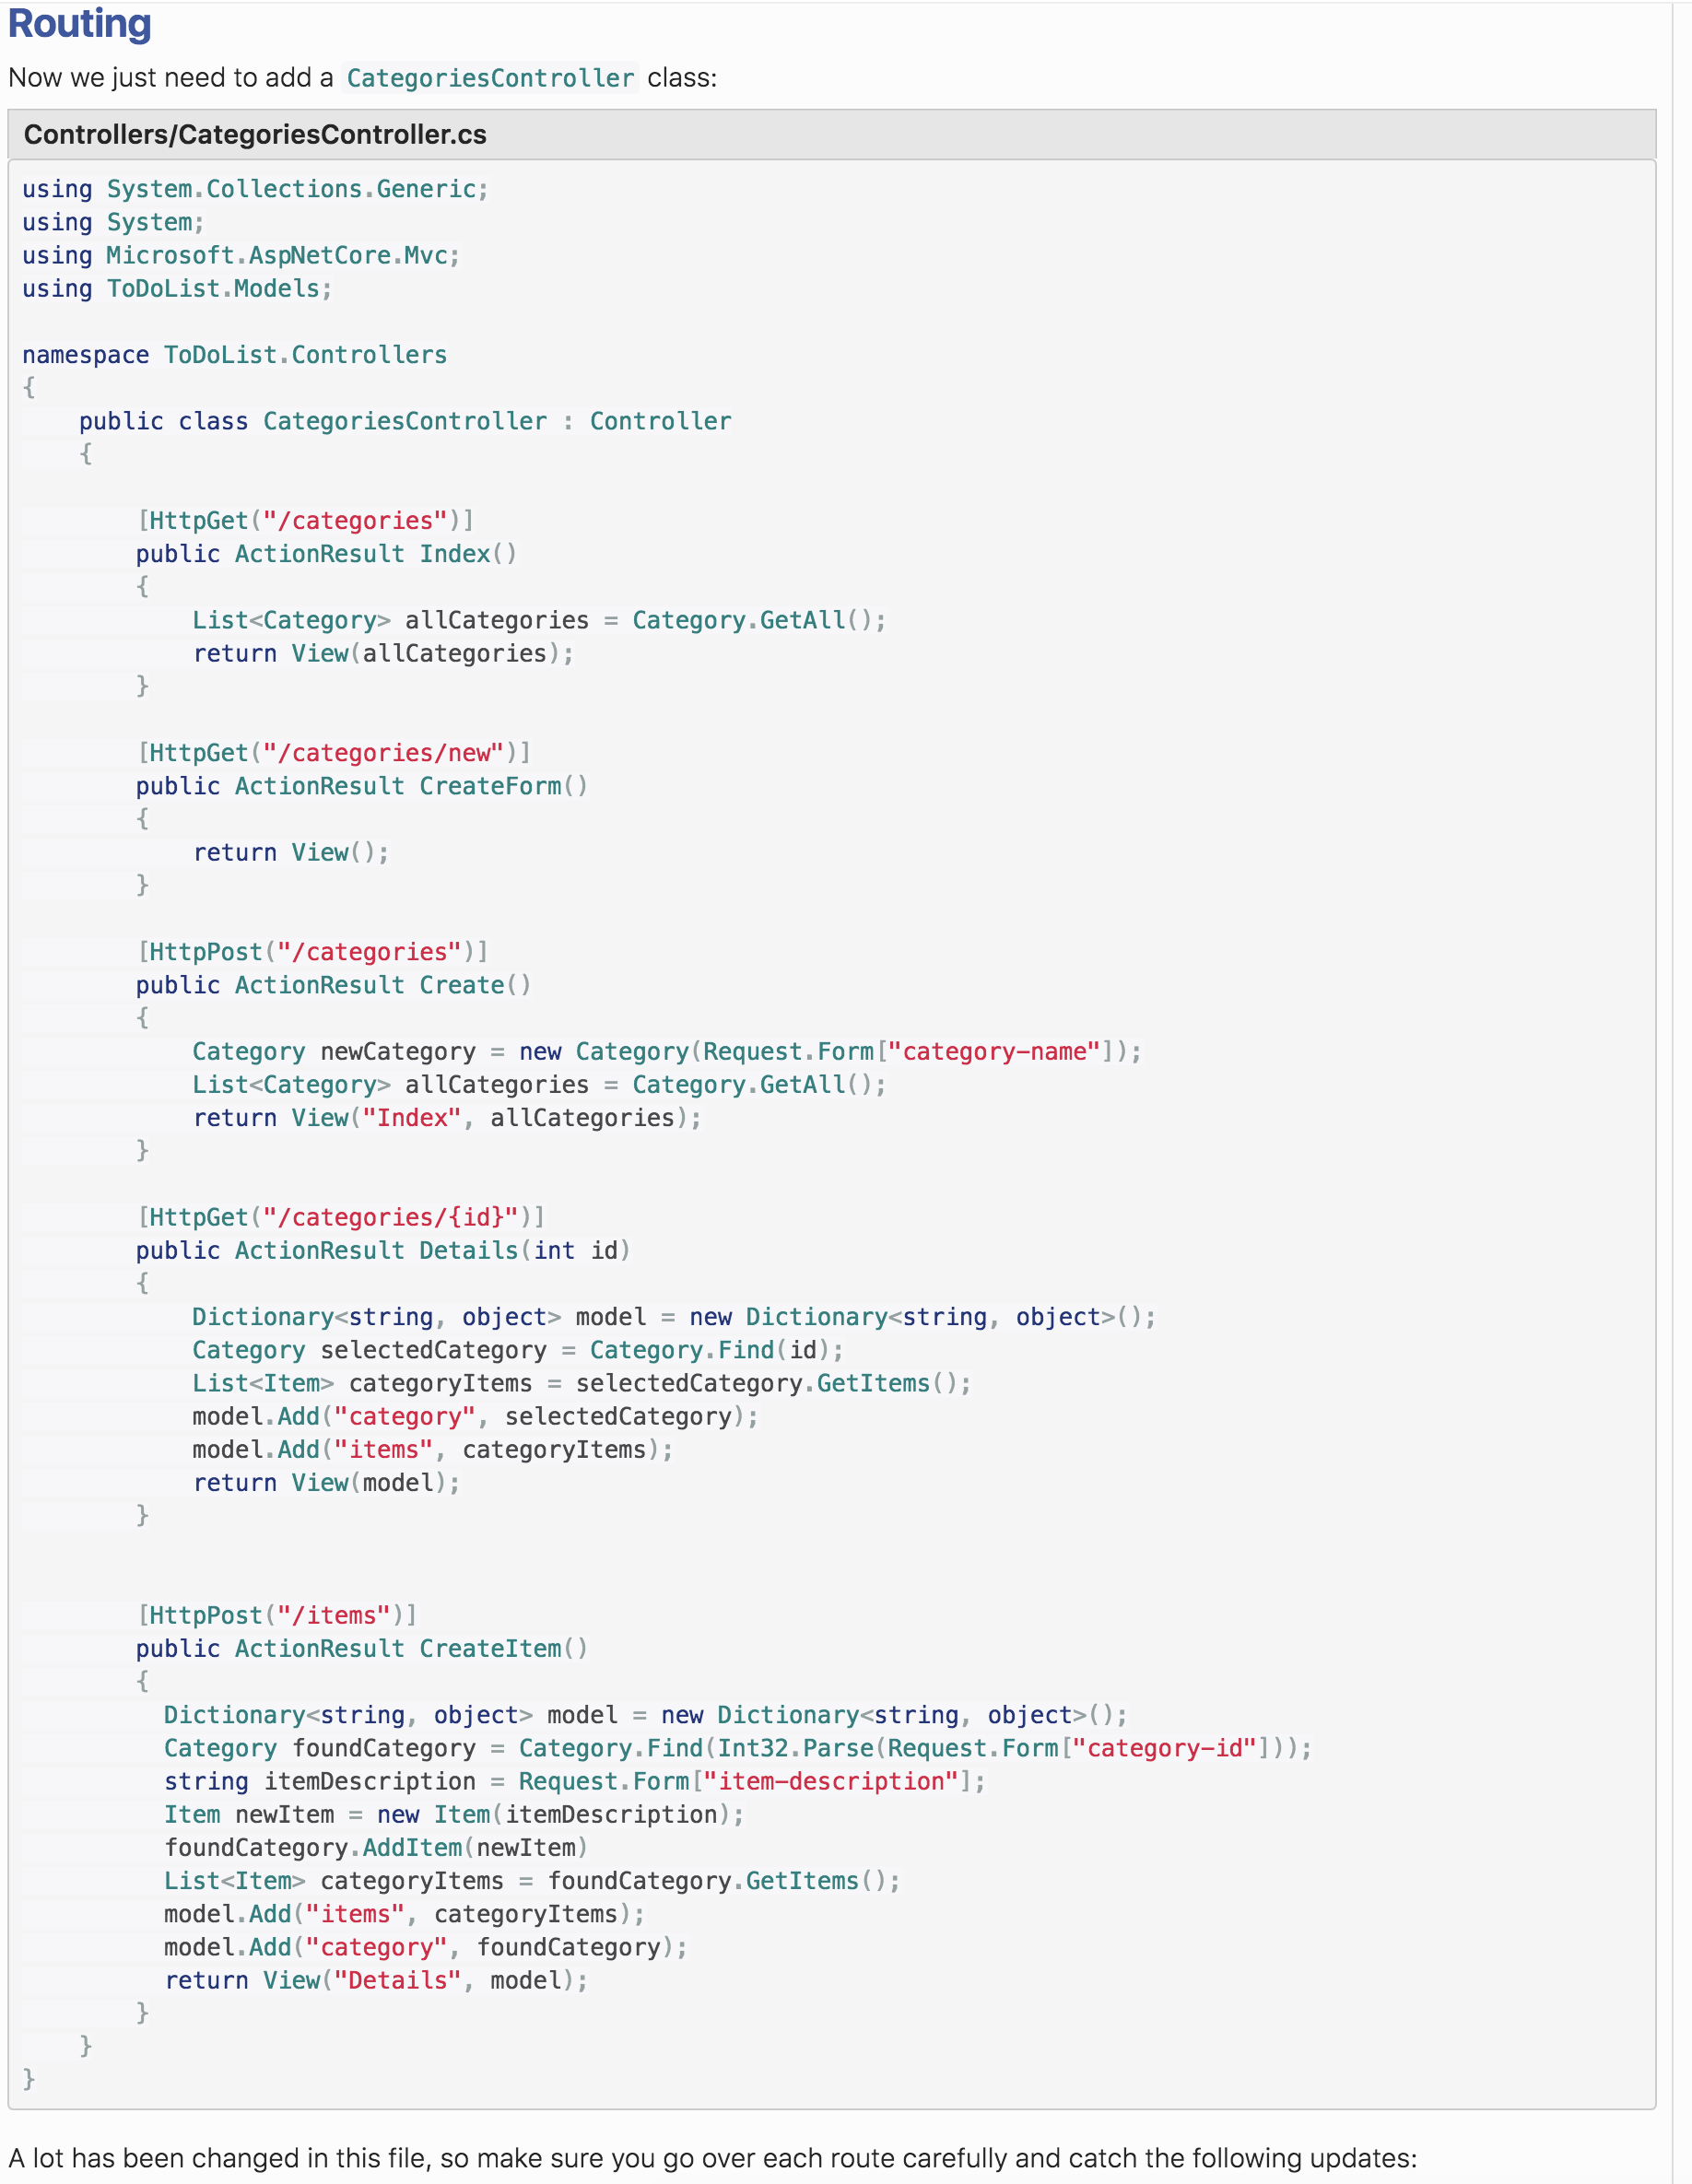 Routing
Now we just need to add a CategoriesController class:
Controllers/CategoriesController.cs
using System.Collections.Generic;
using System;
using Microsoft.AspNetCore.Mvc;
using ToDoList.Models;
namespace ToDoList.Controllers
{
    public class CategoriesController : Controller
    {
        [HttpGet("/categories")]
        public ActionResult Index()
        {
            List<Category> allCategories = Category.GetAll();
            return View(allCategories);
        }
        [HttpGet("/categories/new")]
        public ActionResult CreateForm()
        {
            return View();
        }
        [HttpPost("/categories")]
        public ActionResult Create()
        {
            Category newCategory = new Category(Request.Form["category-name"]);
            List<Category> allCategories = Category.GetAll();
            return View("Index", allCategories);
        }
        [HttpGet("/categories/{id}")]
        public ActionResult Details(int id)
        {
            Dictionary<string, object> model = new Dictionary<string, object>();
            Category selectedCategory = Category.Find(id);
            List<Item> categoryItems = selectedCategory.GetItems();
            model.Add("category", selectedCategory);
            model.Add("items", categoryItems);
            return View(model);
        }
        [HttpPost("/items")]
        public ActionResult CreateItem()
        {
          Dictionary<string, object> model = new Dictionary<string, object>();
          Category foundCategory = Category.Find(Int32.Parse(Request.Form["category-id"]));
          string itemDescription = Request.Form["item-description"];
          Item newItem = new Item(itemDescription);
          foundCategory.AddItem(newItem)
          List<Item> categoryItems = foundCategory.GetItems();
          model.Add("items", categoryItems);
          model.Add("category", foundCategory);
          return View("Details", model);
        }
    }
}
A lot has been changed in this file, so make sure you go over each route carefully and catch the following updates: